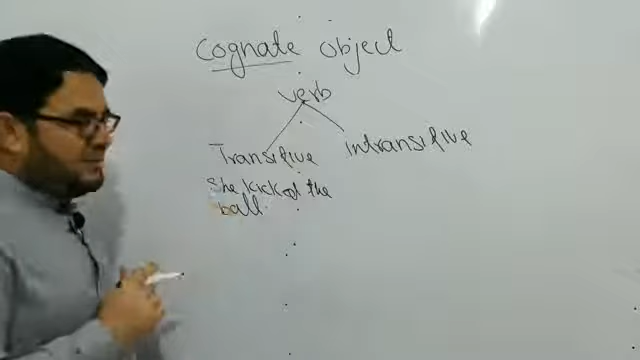 Cognate object
verb
Transitive Intransitive
She kicked the
ball.